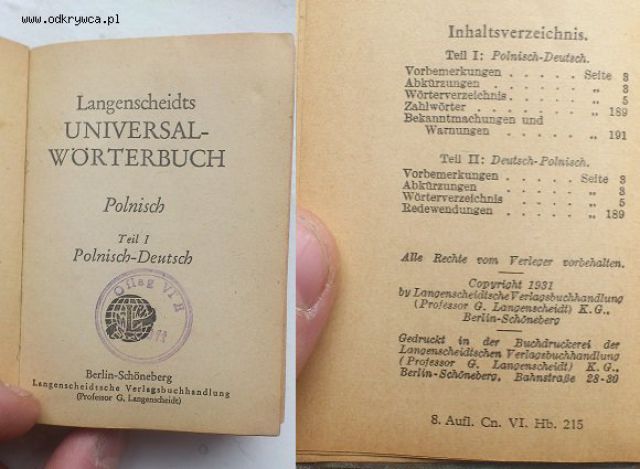 www.odkrywca.pl
Langenscheidts
UNIVERSAL-
WÖRTERBUCH
Polnisch
Teil I
Polnisch-Deutsch
Oflag VI B
Berlin-Schöneberg
Langenscheidtsche Verlagsbuchhandlung
(Professor G. Langenscheidt)
Inhaltsverzeichnis.
Teil I: Polnisch-Deutsch.
Vorbemerkungen . . . . . Seite 3
Abkürzungen . . . . . . „ 3
Wörterverzeichnis . . . . . „ 5
Zahlwörter . . . . . . „ 189
Bekanntmachungen und
Warnungen . . . . . „ 191
Teil II: Deutsch-Polnisch.
Vorbemerkungen . . . . . Seite 3
Abkürzungen . . . . . . „ 3
Wörterverzeichnis . . . . . „ 5
Redewendungen . . . . . „ 189
Alle Rechte vom Verleger vorbehalten.
Copyright 1931
by Langenscheidtsche Verlagsbuchhandlung
(Professor G. Langenscheidt) K.G.,
Berlin-Schöneberg
Gedruckt in der Buchdruckerei der
Langenscheidtschen Verlagsbuchhandlung
(Professor G. Langenscheidt) K.G.,
Berlin-Schöneberg, Bahnstraße 28-30
8. Aufl. Cn. VI. Hb. 215